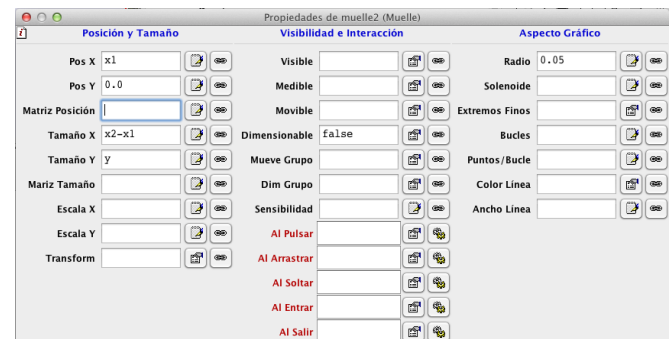 Propiedades de muelle2 (Muelle)
Posición y Tamaño Visibilidad e Interacción Aspecto Gráfico
Pos X x1 Visible Radio 0.05
Pos Y 0.0 Medible Solenoide
Matriz Posición Movible Extremos Finos
Tamaño X x2-x1 Dimensionable false Bucles
Tamaño Y y Mueve Grupo Puntos/Bucle
Mariz Tamaño Dim Grupo Color Línea
Escala X Sensibilidad Ancho Línea
Escala Y Al Pulsar
Transform Al Arrastrar
Al Soltar
Al Entrar
Al Salir